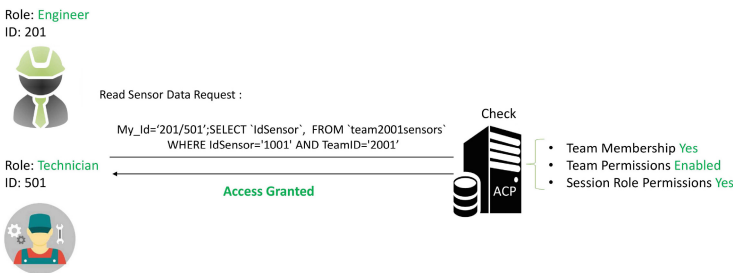 Role: Engineer
ID: 201
Read Sensor Data Request :
My_Id='201/501';SELECT `IdSensor`, FROM `team2001sensors`
WHERE IdSensor='1001' AND TeamID='2001’
Access Granted
Role: Technician
ID: 501
Check
ACP
• Team Membership Yes
• Team Permissions Enabled
• Session Role Permissions Yes